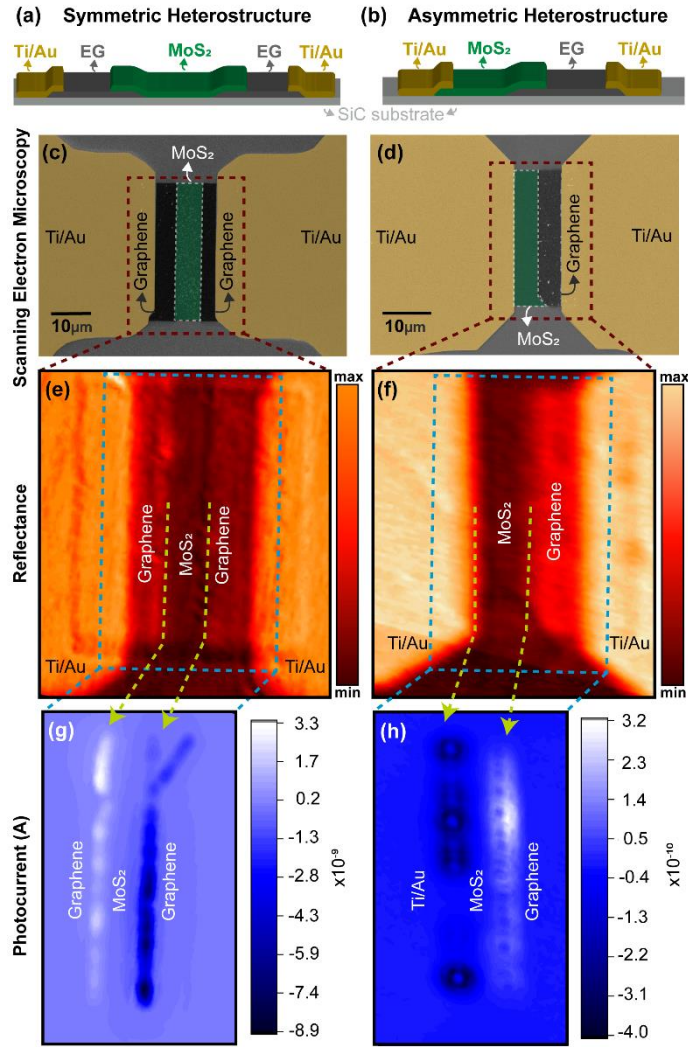 (a) Symmetric Heterostructure
(b) Asymmetric Heterostructure
Ti/Au EG MoS₂ EG Ti/Au
Ti/Au MoS₂ EG Ti/Au
SiC substrate
Scanning Electron Microscopy
(c)
MoS₂
Ti/Au
Graphene
Graphene
Ti/Au
10μm
(d)
Ti/Au
Graphene
Ti/Au
MoS₂
10μm
Reflectance
(e)
Graphene
MoS₂
Graphene
Ti/Au
Ti/Au
max
min
(f)
MoS₂
Graphene
Ti/Au
Ti/Au
max
min
Photocurrent (A)
(g)
Graphene
MoS₂
Graphene
3.3
1.7
0.2
-1.3
-2.8
-4.3
-5.9
-7.4
-8.9
x10⁻⁹
(h)
Ti/Au
MoS₂
Graphene
3.2
2.3
1.4
0.5
-0.4
-1.3
-2.2
-3.1
-4.0
x10⁻¹⁰